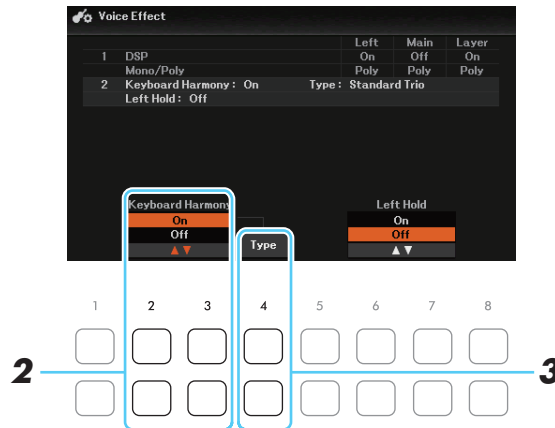 Voice Effect
Left Main Layer
1 DSP On Off On
Mono/Poly Poly Poly Poly
2 Keyboard Harmony: On Type: Standard Trio
Left Hold: Off
Keyboard Harmony Left Hold
On On
Off Off
Type
1 2 3 4 5 6 7 8
2 3